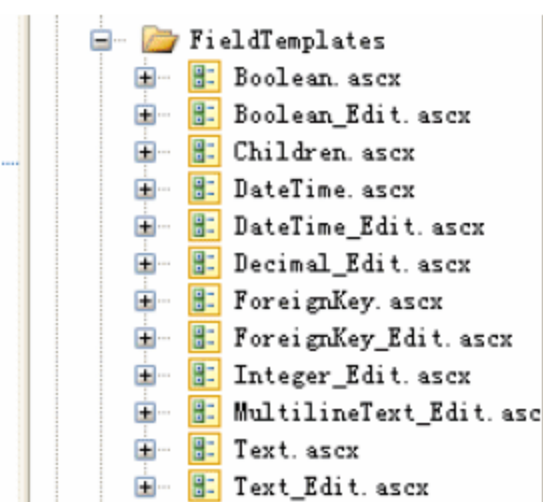 FieldTemplates
Boolean.ascx
Boolean_Edit.ascx
Children.ascx
DateTime.ascx
DateTime_Edit.ascx
Decimal_Edit.ascx
ForeignKey.ascx
ForeignKey_Edit.ascx
Integer_Edit.ascx
MultilineText_Edit.asc
Text.ascx
Text_Edit.ascx